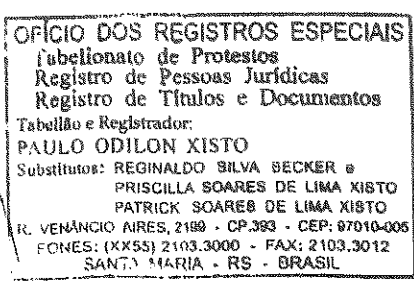 OFÍCIO DOS REGISTROS ESPECIAIS
Tabelionato de Protestos
Registro de Pessoas Jurídicas
Registro de Títulos e Documentos
Tabelião e Registrador:
PAULO ODILON XISTO
Substitutos: REGINALDO SILVA BECKER e
PRISCILLA SOARES DE LIMA XISTO
PATRICK SOARES DE LIMA XISTO
R. VENÂNCIO AIRES, 2199 - CP.393 - CEP: 97010-005
FONES: (XX55) 2103.3000 - FAX: 2103.3012
SANTA MARIA - RS - BRASIL